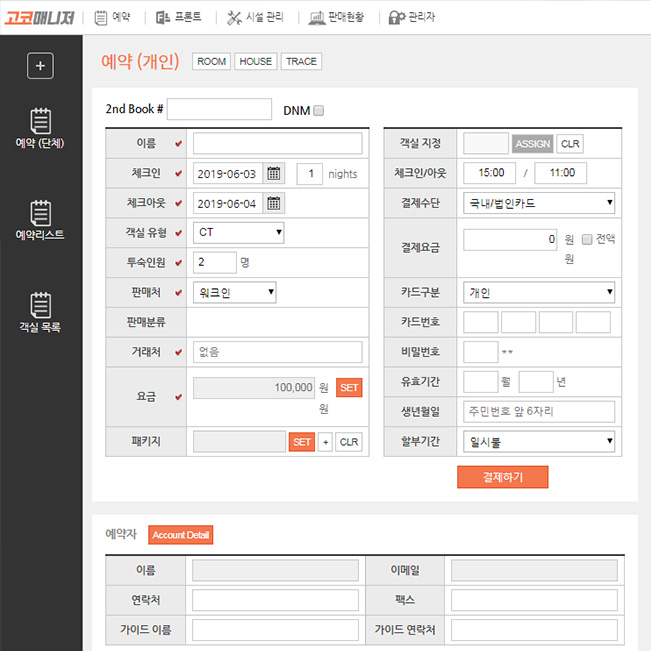 고코매니저 예약 프론트 시설 관리 판매현황 관리자
+
예약 (단체)
예약리스트
객실 목록
예약 (개인) ROOM HOUSE TRACE
2nd Book # DNM
이름
체크인 2019-06-03 1 nights
체크아웃 2019-06-04
객실 유형 CT
투숙인원 2 명
판매처 워크인
판매분류
거래처 없음
요금 100,000 원 SET
원
패키지 SET + CLR
객실 지정 ASSIGN CLR
체크인/아웃 15:00 / 11:00
결제수단 국내/법인카드
결제요금 0 원 전액
원
카드구분 개인
카드번호
비밀번호 **
유효기간 월 년
생년월일 주민번호 앞 6자리
할부기간 일시불
결제하기
예약자 Account Detail
이름 이메일
연락처 팩스
가이드 이름 가이드 연락처